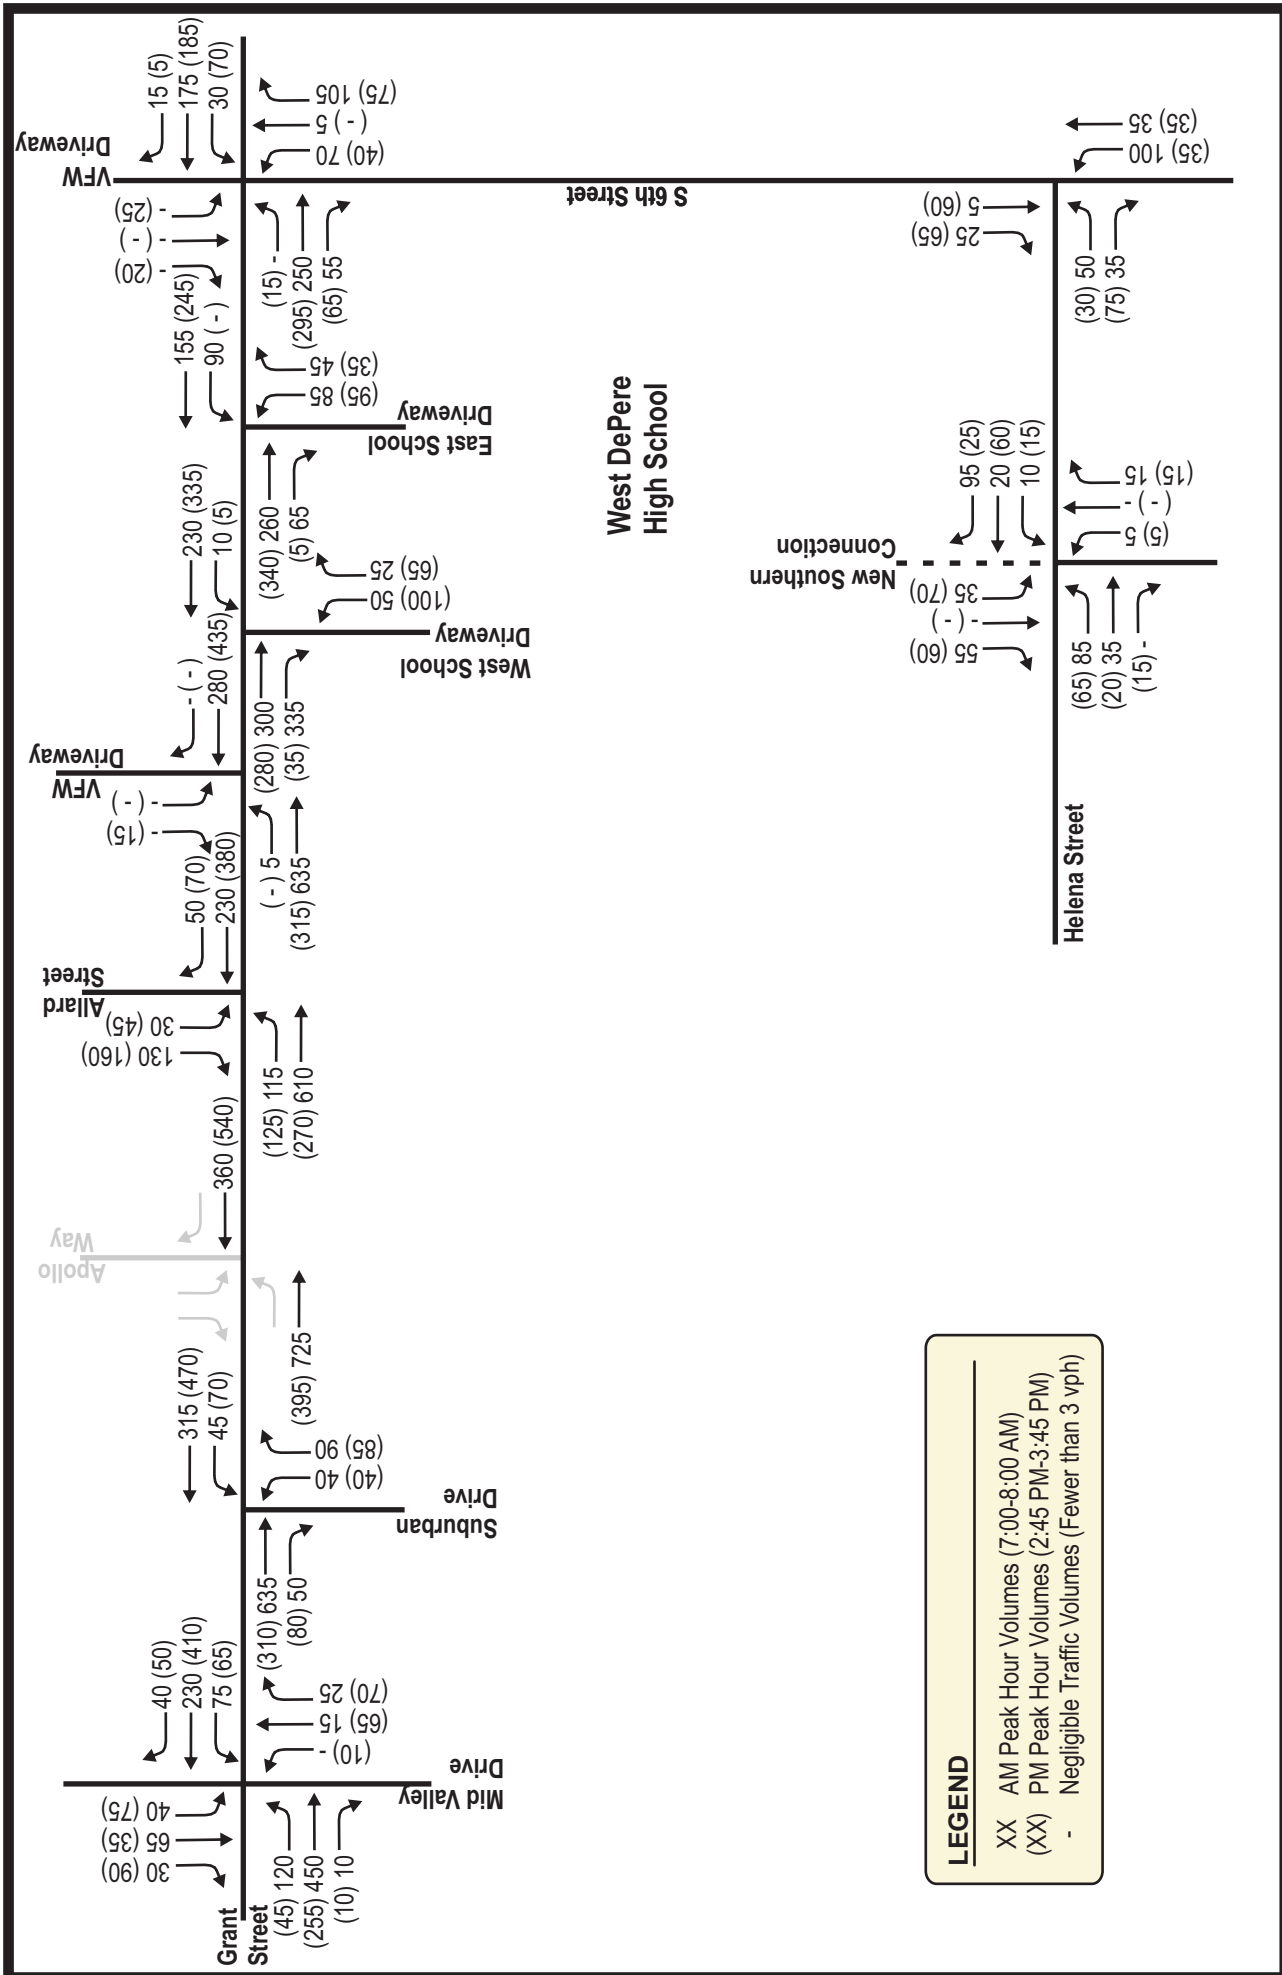 Grant
Street
(45) 120
(255) 450
(10) 10
30 (90)
65 (35)
40 (75)
Mid Valley
Drive
40 (50)
230 (410)
75 (65)
(10) -
(65) 15
(70) 25
(310) 635
(80) 50
Suburban
Drive
315 (470)
45 (70)
(40) 40
(85) 90
(395) 725
Apollo
Way
360 (540)
(125) 115
(270) 610
130 (160)
30 (45)
Allard
Street
50 (70)
230 (380)
( - ) 5
(315) 635
- (15)
- ( - )
VFW
Driveway
- ( - )
280 (435)
(280) 300
(35) 335
West School
Driveway
230 (335)
10 (5)
(100) 50
(65) 25
(340) 260
(5) 65
East School
Driveway
155 (245)
90 ( - )
(95) 85
(35) 45
(15) -
(295) 250
(65) 55
- (20)
- ( - )
- (25)
VFW
Driveway
15 (5)
175 (185)
30 (70)
(40) 70
( - ) 5
(75) 105
S 6th Street
West DePere
High School
Helena Street
(65) 85
(20) 35
(15) -
55 (60)
- ( - )
35 (70)
New Southern
Connection
95 (25)
20 (60)
10 (15)
(5) 5
( - ) -
(15) 15
(30) 50
(75) 35
25 (65)
5 (60)
(35) 100
(35) 35
LEGEND
XX AM Peak Hour Volumes (7:00-8:00 AM)
(XX) PM Peak Hour Volumes (2:45 PM-3:45 PM)
- Negligible Traffic Volumes (Fewer than 3 vph)